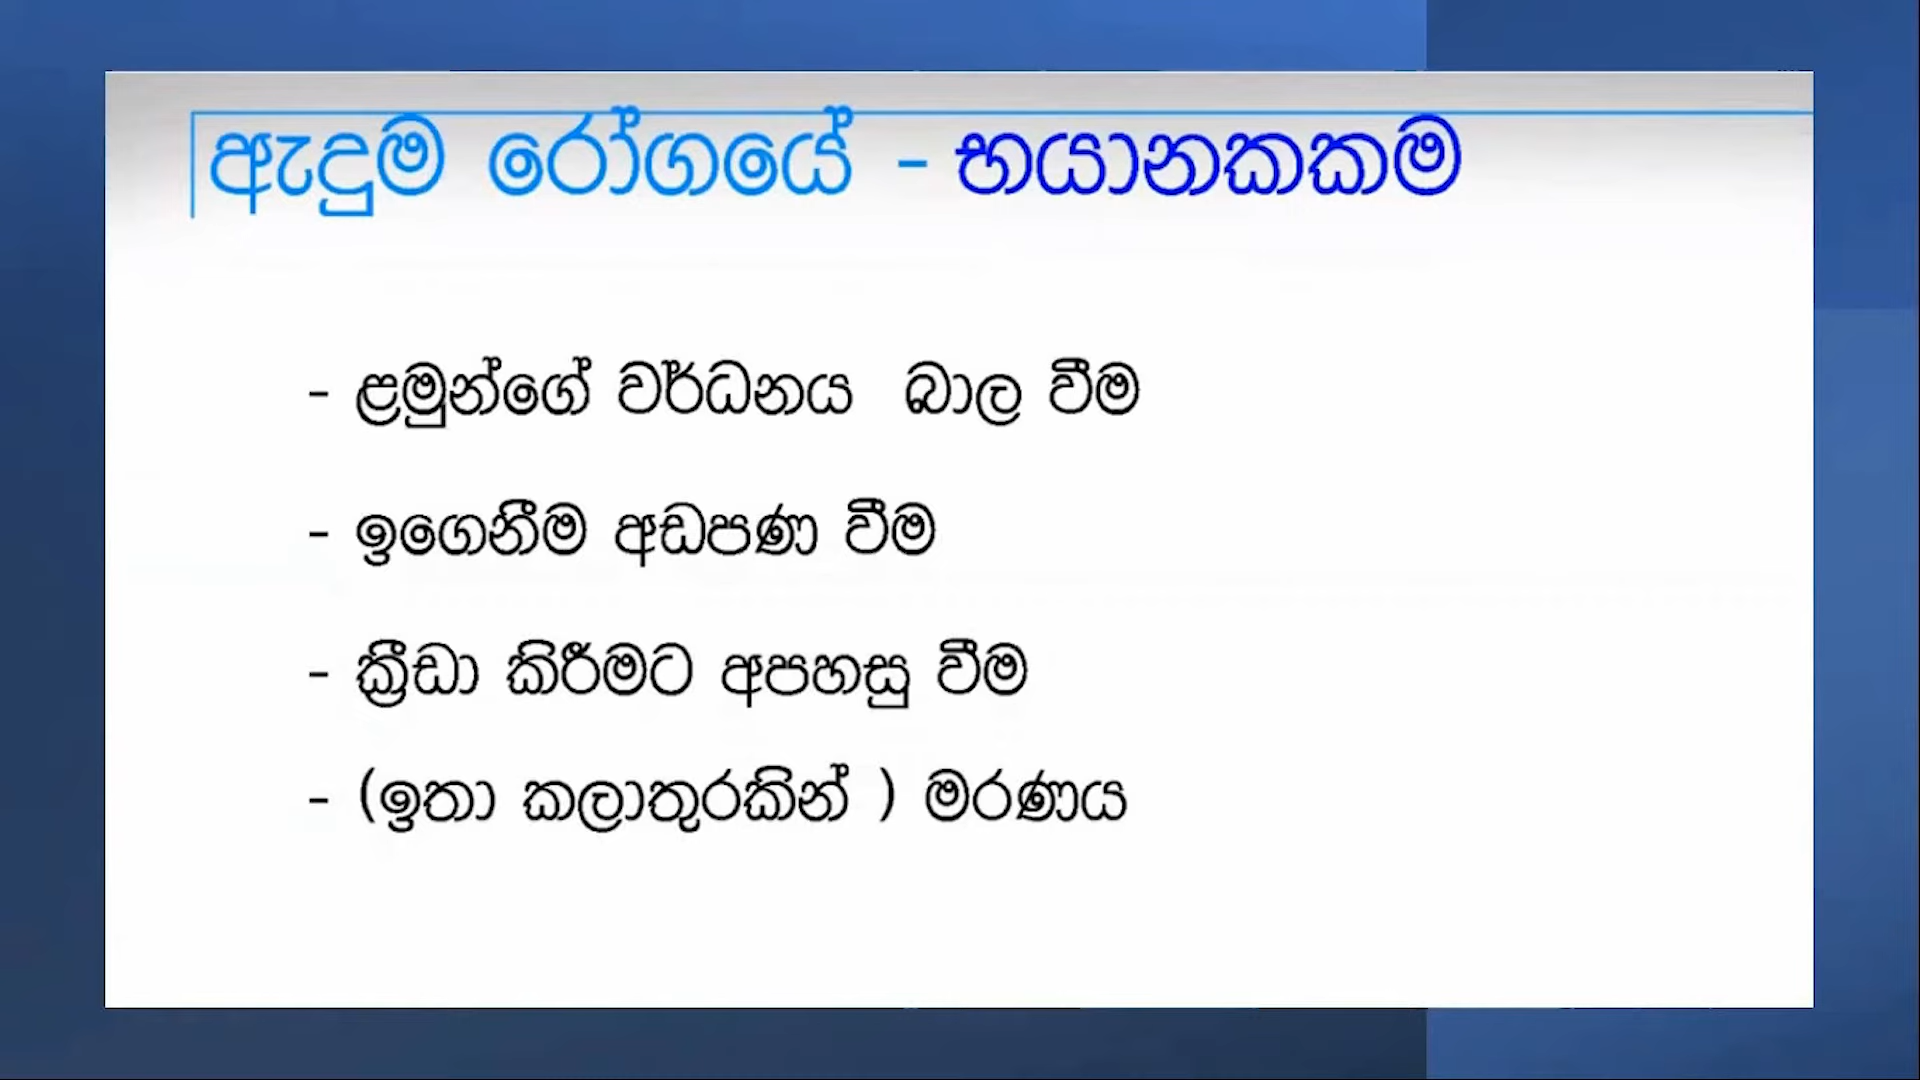 ඇදුම රෝගයේ - භයානකකම
- ළමුන්ගේ වර්ධනය බාල වීම
- ඉගෙනීම අඩපණ වීම
- ක්‍රීඩා කිරීමට අපහසු වීම
- (ඉතා කලාතුරකින් ) මරණය